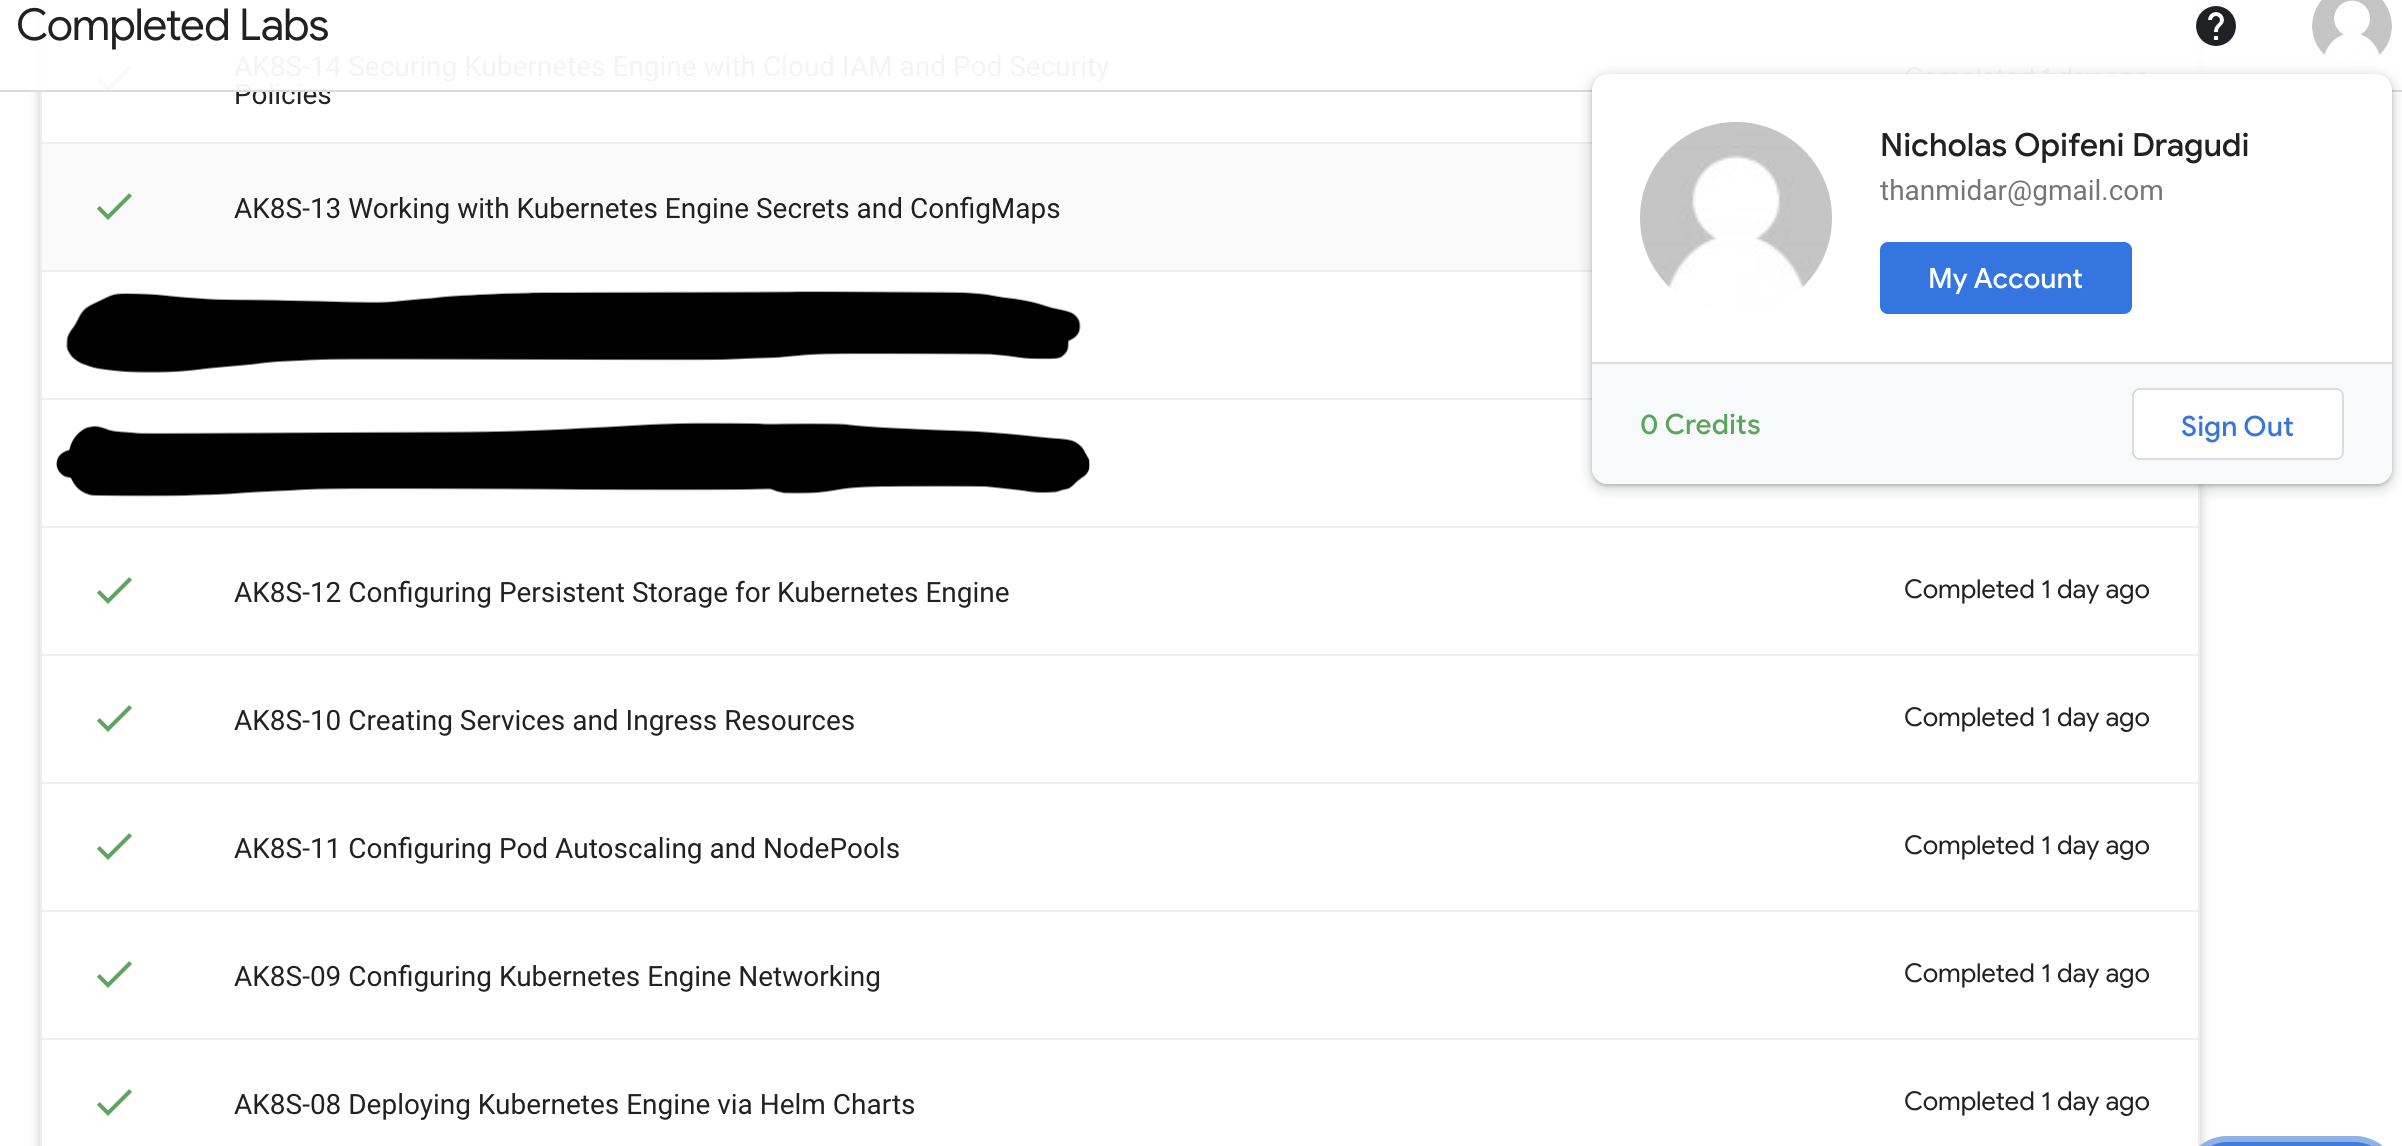 Completed Labs
?
AK8S-14 Securing Kubernetes Engine with Cloud IAM and Pod Security
Policies
Completed 1 day ago
AK8S-13 Working with Kubernetes Engine Secrets and ConfigMaps
Nicholas Opifeni Dragudi
thanmidar@gmail.com
My Account
0 Credits
Sign Out
AK8S-12 Configuring Persistent Storage for Kubernetes Engine
Completed 1 day ago
AK8S-10 Creating Services and Ingress Resources
Completed 1 day ago
AK8S-11 Configuring Pod Autoscaling and NodePools
Completed 1 day ago
AK8S-09 Configuring Kubernetes Engine Networking
Completed 1 day ago
AK8S-08 Deploying Kubernetes Engine via Helm Charts
Completed 1 day ago